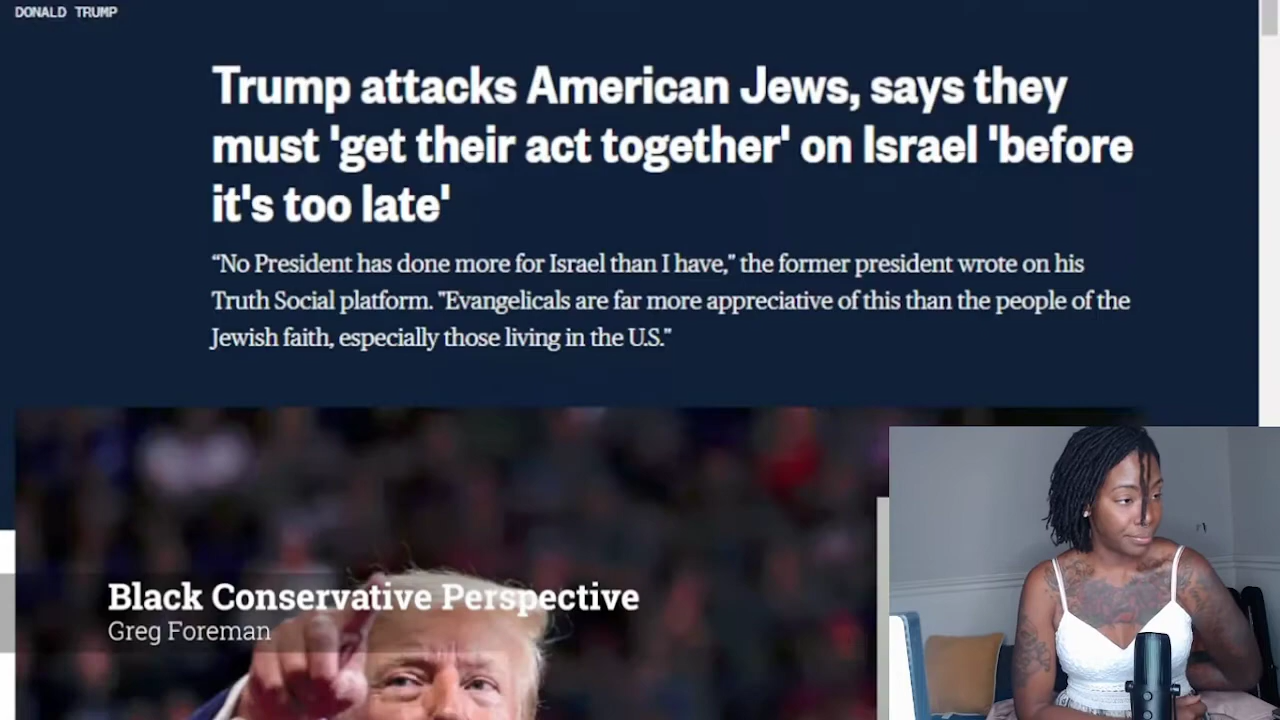 DONALD TRUMP
Trump attacks American Jews, says they
must 'get their act together' on Israel 'before
it's too late'
“No President has done more for Israel than I have,” the former president wrote on his
Truth Social platform. "Evangelicals are far more appreciative of this than the people of the
Jewish faith, especially those living in the U.S.”
Black Conservative Perspective
Greg Foreman